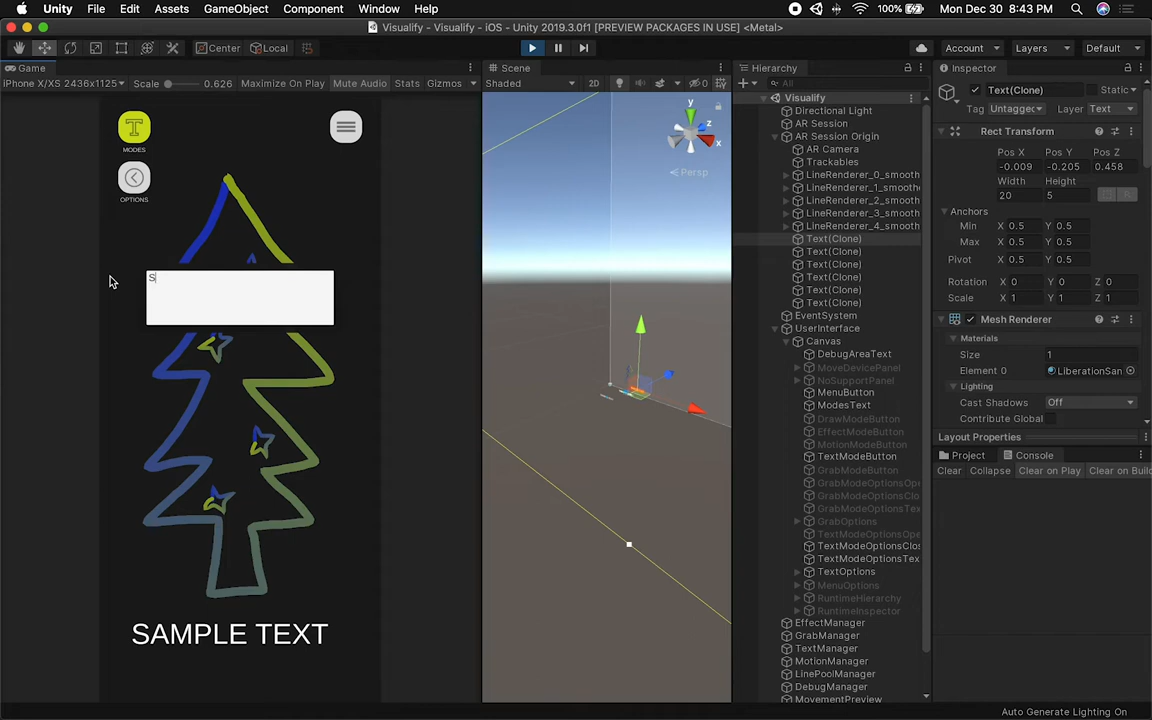 Unity File Edit Assets GameObject Component Window Help 100% Mon Dec 30 8:43 PM
Visualify - Visualify - iOS - Unity 2019.3.0f1 [PREVIEW PACKAGES IN USE] <Metal>
Center Local Account Layers Default
Game Scene Hierarchy Inspector
iPhone X/XS 2436x1125 Scale 0.626 Maximize On Play Mute Audio Stats Gizmos Shaded 2D 0 All
Text(Clone) Static
Tag Untagged Layer Text
Rect Transform
Pos X Pos Y Pos Z
-0.009 -0.205 0.458
Width Height
20 5
Anchors
Min X 0.5 Y 0.5
Max X 0.5 Y 0.5
Pivot X 0.5 Y 0.5
Rotation X 0 Y 0 Z 0
Scale X 1 Y 1 Z 1
Mesh Renderer
Materials
Size 1
Element 0 LiberationSan
Lighting
Cast Shadows Off
Contribute Global
Layout Properties
Project Console
Clear Collapse Clear on Play Clear on Build
Visualify
Directional Light
AR Session
AR Session Origin
AR Camera
Trackables
LineRenderer_0_smooth
LineRenderer_1_smooth
LineRenderer_2_smooth
LineRenderer_3_smooth
LineRenderer_4_smooth
Text(Clone)
Text(Clone)
Text(Clone)
Text(Clone)
Text(Clone)
Text(Clone)
EventSystem
UserInterface
Canvas
DebugAreaText
MoveDevicePanel
NoSupportPanel
MenuButton
ModesText
DrawModeButton
EffectModeButton
MotionModeButton
TextModeButton
GrabModeButton
GrabModeOptionsOpe
GrabModeOptionsClo
GrabModeOptionsTex
GrabOptions
TextModeOptionsOpe
TextModeOptionsClos
TextModeOptionsTex
TextOptions
MenuOptions
RuntimeHierarchy
RuntimeInspector
EffectManager
GrabManager
TextManager
MotionManager
LinePoolManager
DebugManager
MovementPreview
y
z
x
Persp
T
MODES
OPTIONS
S
SAMPLE TEXT
Auto Generate Lighting On